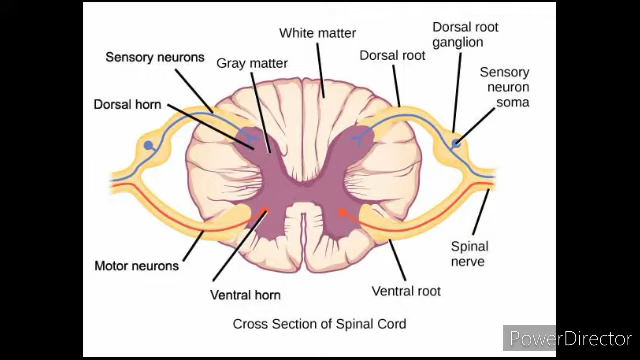 White matter
Dorsal root
ganglion
Sensory neurons
Gray matter
Dorsal root
Sensory
neuron
soma
Dorsal horn
Motor neurons
Spinal
nerve
Ventral horn
Ventral root
Cross Section of Spinal Cord
PowerDirector